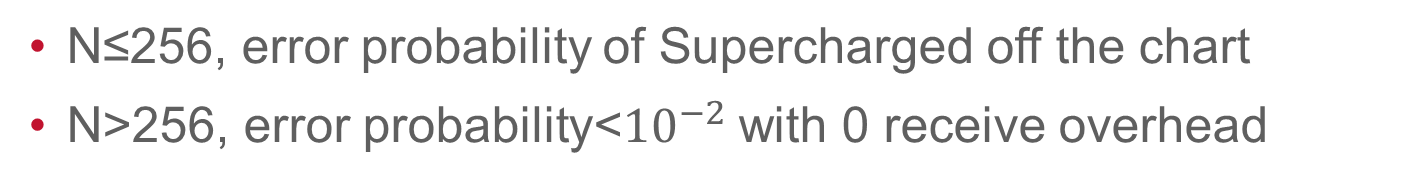 • N≤256, error probability of Supercharged off the chart
• N>256, error probability<10⁻² with 0 receive overhead